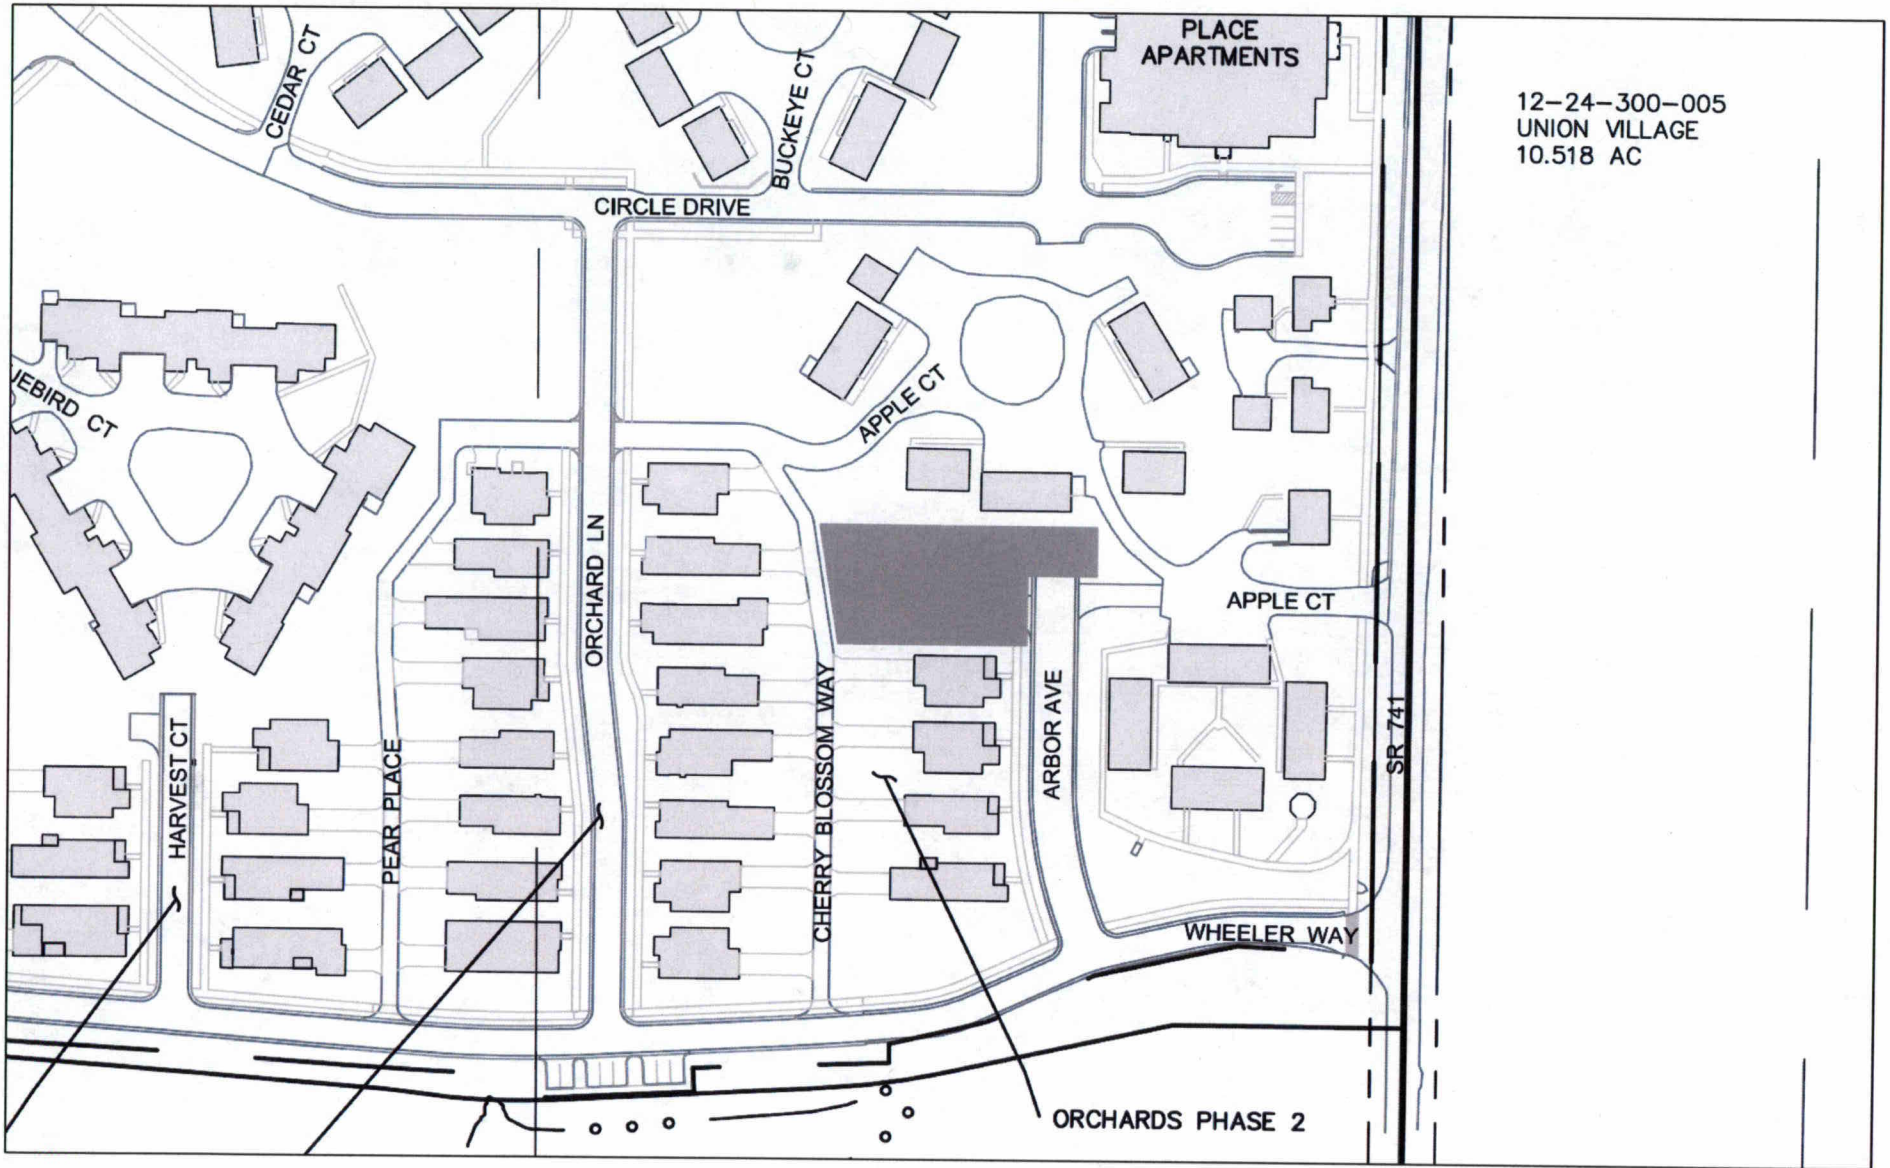 PLACE
APARTMENTS
12-24-300-005
UNION VILLAGE
10.518 AC
CEDAR CT
BUCKEYE CT
CIRCLE DRIVE
JEBIRD CT
APPLE CT
ORCHARD LN
APPLE CT
CHERRY BLOSSOM WAY
ARBOR AVE
SR 741
HARVEST CT
PEAR PLACE
WHEELER WAY
ORCHARDS PHASE 2